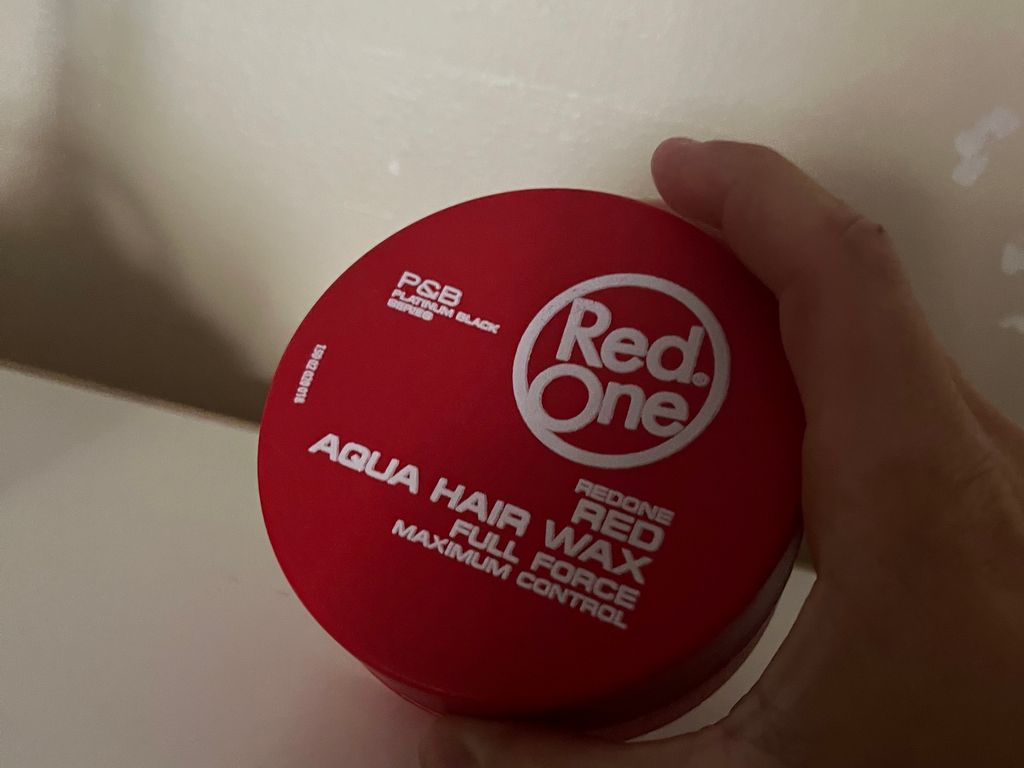 P&B
PLATINUM BLACK
SERIES
Red.
One
REDONE
RED
AQUA HAIR WAX
FULL FORCE
MAXIMUM CONTROL